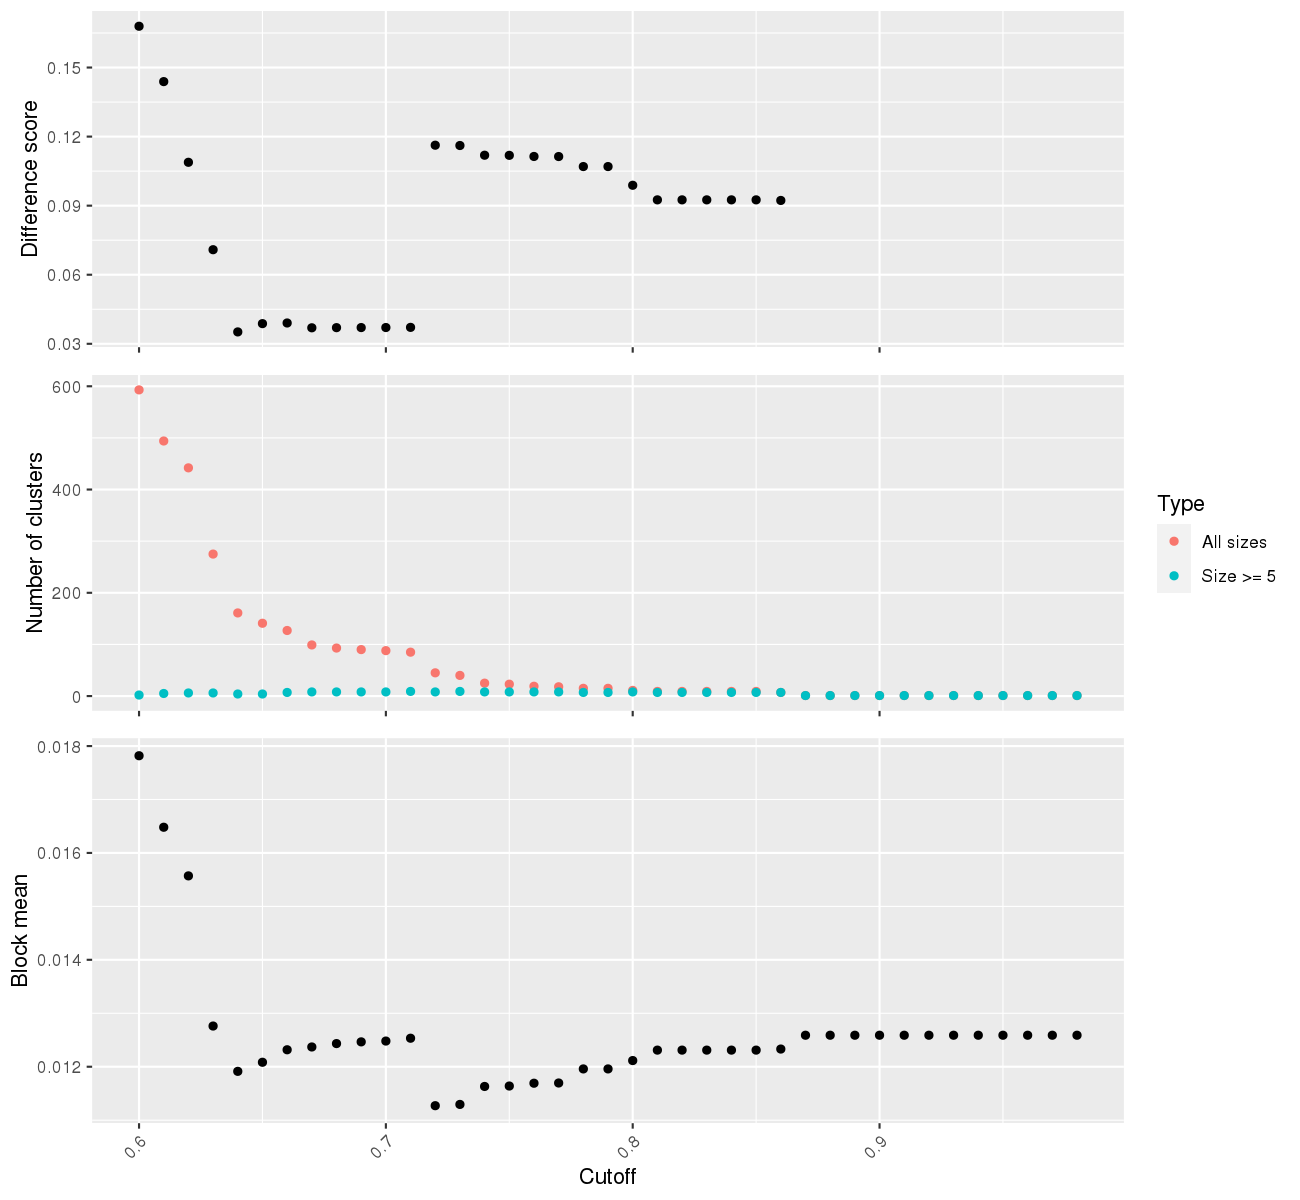 Difference score
0.15
0.12
0.09
0.06
0.03
Number of clusters
600
400
200
0
Type
All sizes
Size >= 5
Block mean
0.018
0.016
0.014
0.012
0.6
0.7
0.8
0.9
Cutoff